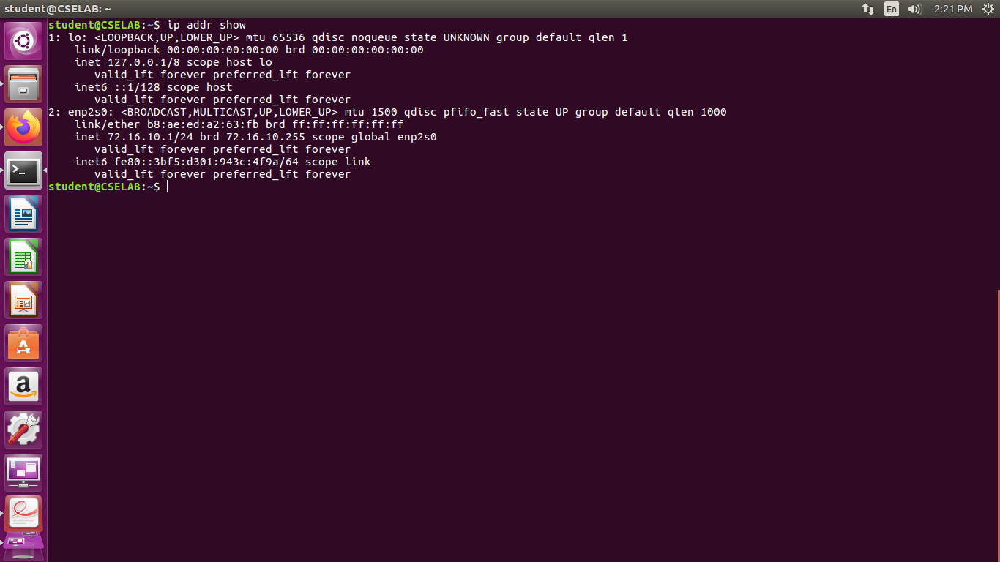 student@CSELAB: ~
En
2:21 PM
student@CSELAB:~$ ip addr show
1: lo: <LOOPBACK,UP,LOWER_UP> mtu 65536 qdisc noqueue state UNKNOWN group default qlen 1
    link/loopback 00:00:00:00:00:00 brd 00:00:00:00:00:00
    inet 127.0.0.1/8 scope host lo
       valid_lft forever preferred_lft forever
    inet6 ::1/128 scope host
       valid_lft forever preferred_lft forever
2: enp2s0: <BROADCAST,MULTICAST,UP,LOWER_UP> mtu 1500 qdisc pfifo_fast state UP group default qlen 1000
    link/ether b8:ae:ed:a2:63:fb brd ff:ff:ff:ff:ff:ff
    inet 72.16.10.1/24 brd 72.16.10.255 scope global enp2s0
       valid_lft forever preferred_lft forever
    inet6 fe80::3bf5:d301:943c:4f9a/64 scope link
       valid_lft forever preferred_lft forever
student@CSELAB:~$